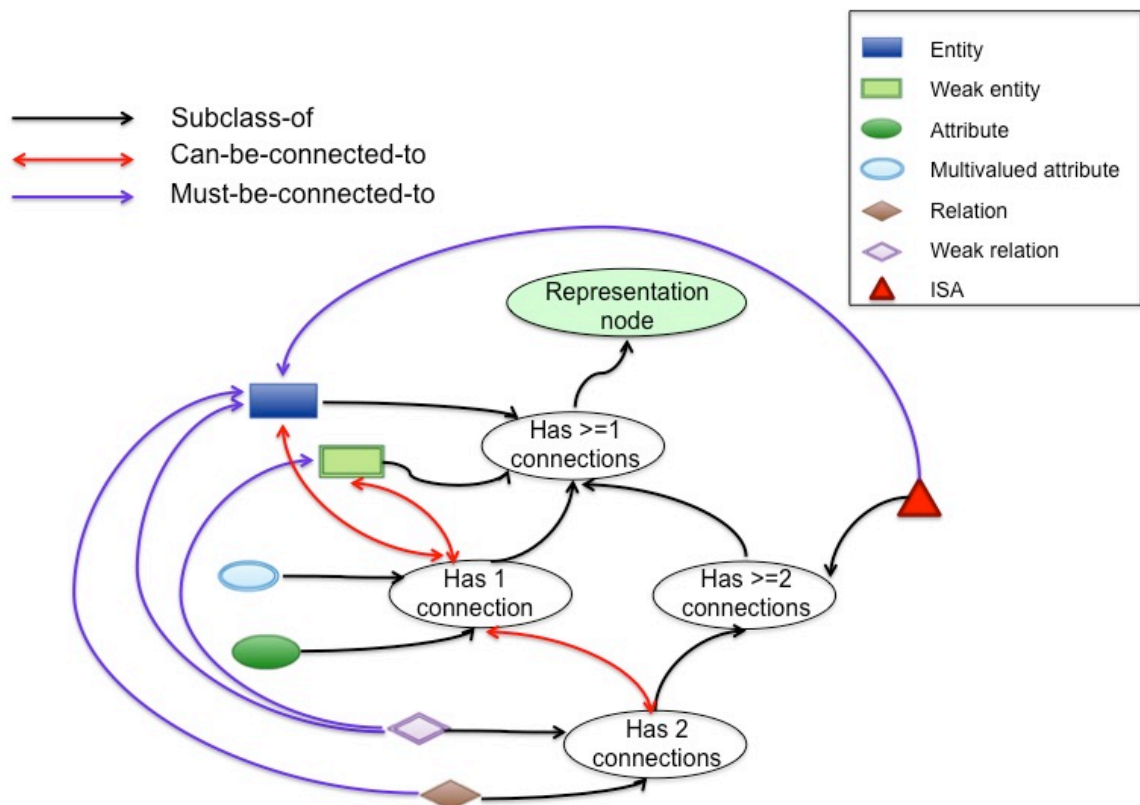 Subclass-of
Can-be-connected-to
Must-be-connected-to
Entity
Weak entity
Attribute
Multivalued attribute
Relation
Weak relation
ISA
Representation
node
Has >=1
connections
Has 1
connection
Has >=2
connections
Has 2
connections